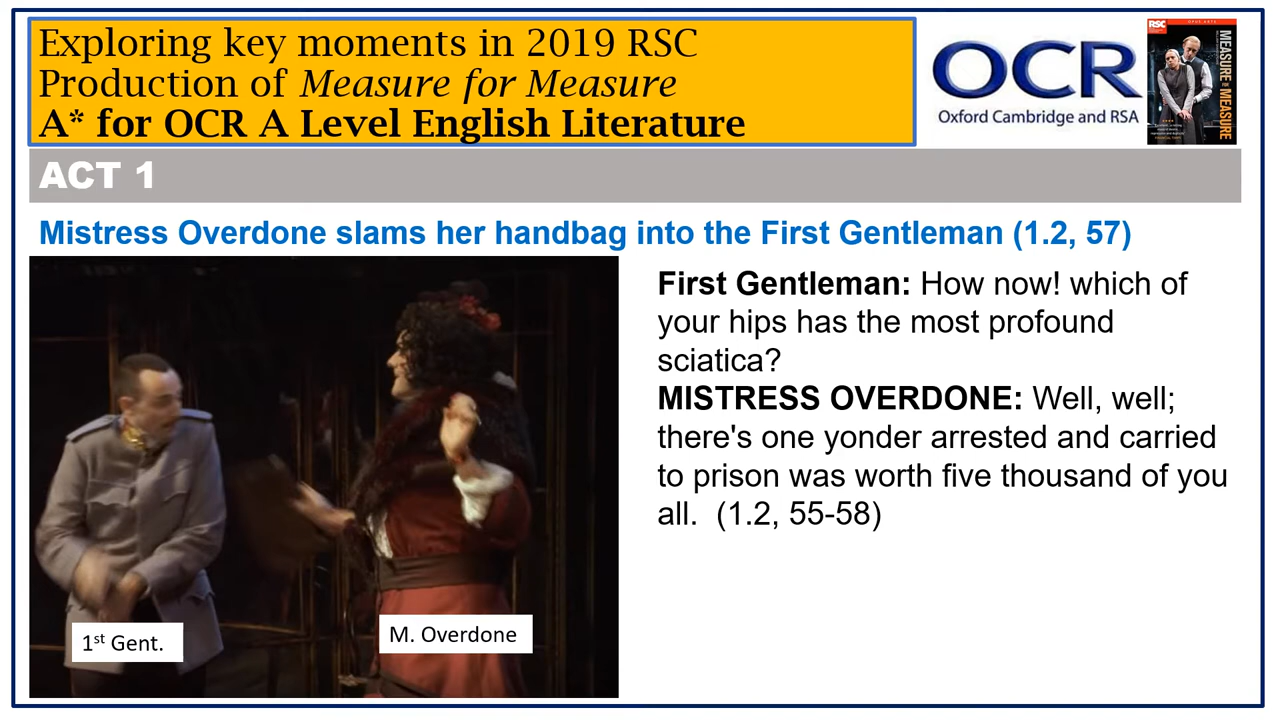 Exploring key moments in 2019 RSC
Production of Measure for Measure
A* for OCR A Level English Literature
OCR
Oxford Cambridge and RSA
RSC
OPUS ARTE
MEASURE FOR MEASURE
ACT 1
Mistress Overdone slams her handbag into the First Gentleman (1.2, 57)
First Gentleman: How now! which of
your hips has the most profound
sciatica?
MISTRESS OVERDONE: Well, well;
there's one yonder arrested and carried
to prison was worth five thousand of you
all. (1.2, 55-58)
1st Gent.
M. Overdone